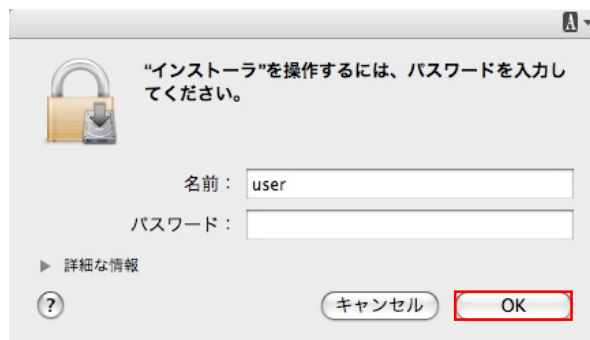 A
“インストーラ”を操作するには、パスワードを入力し
てください。
名前：user
パスワード：
詳細な情報
?
キャンセル
OK